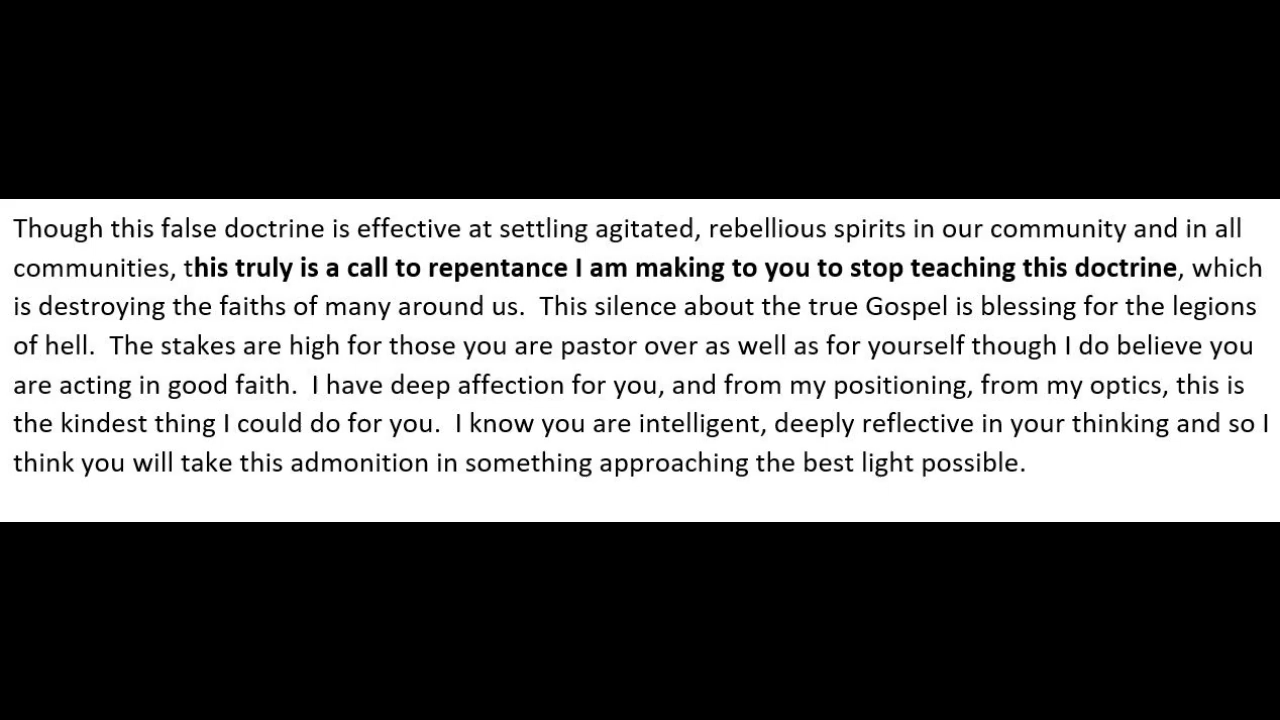 Though this false doctrine is effective at settling agitated, rebellious spirits in our community and in all
communities, this truly is a call to repentance I am making to you to stop teaching this doctrine, which
is destroying the faiths of many around us.  This silence about the true Gospel is blessing for the legions
of hell.  The stakes are high for those you are pastor over as well as for yourself though I do believe you
are acting in good faith.  I have deep affection for you, and from my positioning, from my optics, this is
the kindest thing I could do for you.  I know you are intelligent, deeply reflective in your thinking and so I
think you will take this admonition in something approaching the best light possible.